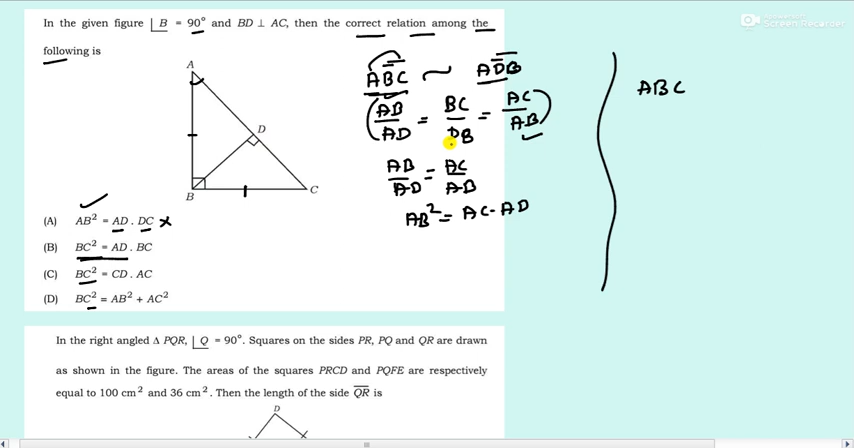 In the given figure ∠B = 90° and BD ⊥ AC, then the correct relation among the
following is
A
D
B
C
(A) AB² = AD . DC ×
(B) BC² = AD . BC
(C) BC² = CD . AC
(D) BC² = AB² + AC²
ABC ~ ADB
AB/AD = BC/DB = AC/AB
AB/AD = AC/AB
AB² = AC · AD
ABC
Screen Recorder
In the right angled Δ PQR, ∠Q = 90°. Squares on the sides PR, PQ and QR are drawn
as shown in the figure. The areas of the squares PRCD and PQFE are respectively
equal to 100 cm² and 36 cm². Then the length of the side Q̅R̅ is
D